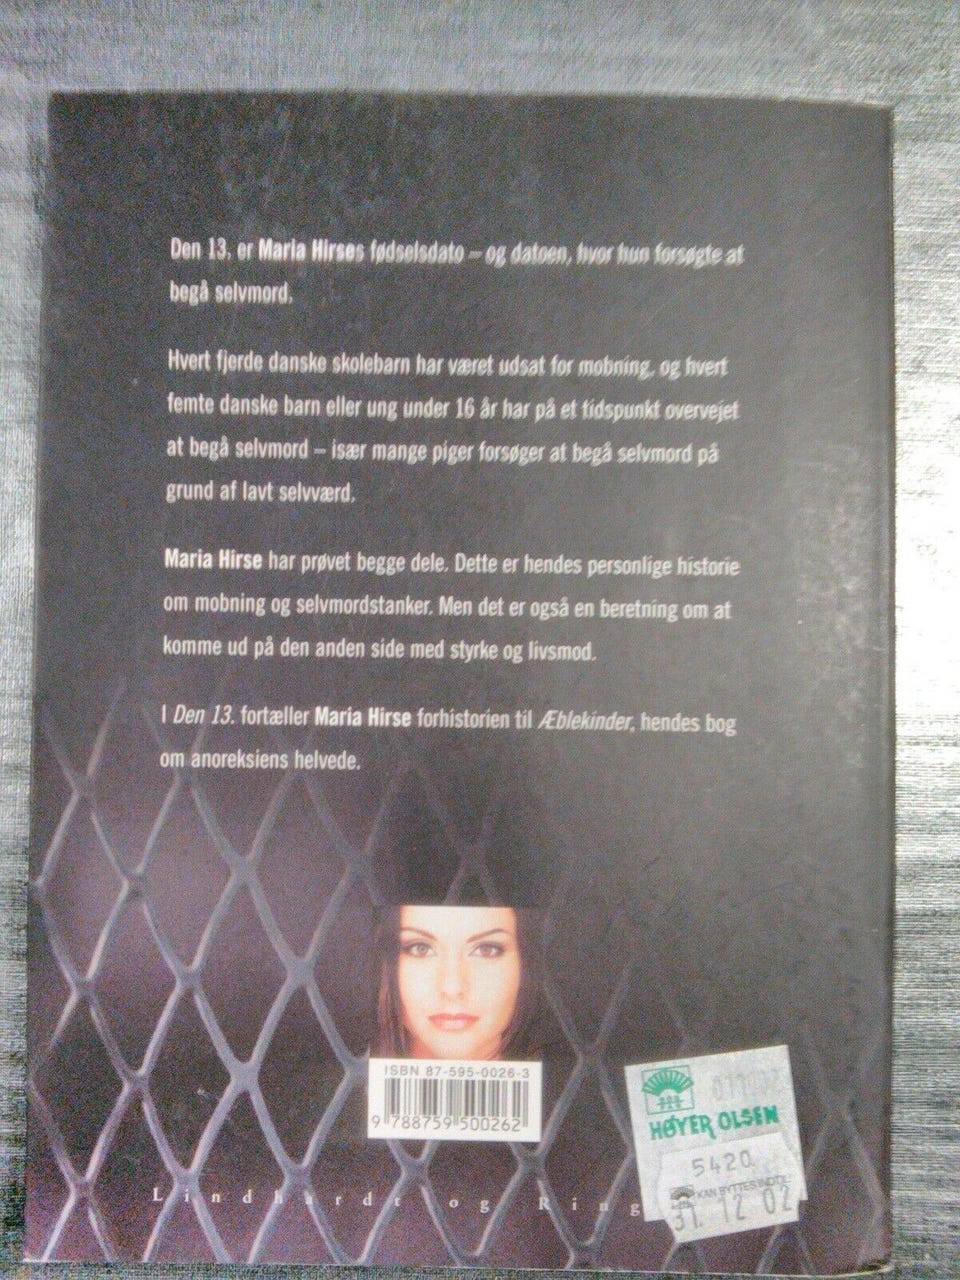 Den 13. er Maria Hirses fødselsdato – og datoen, hvor hun forsøgte at
begå selvmord.
Hvert fjerde danske skolebarn har været udsat for mobning, og hvert
femte danske barn eller ung under 16 år har på et tidspunkt overvejet
at begå selvmord – især mange piger forsøger at begå selvmord på
grund af lavt selvværd.
Maria Hirse har prøvet begge dele. Dette er hendes personlige historie
om mobning og selvmordstanker. Men det er også en beretning om at
komme ud på den anden side med styrke og livsmod.
I Den 13. fortæller Maria Hirse forhistorien til Æblekinder, hendes bog
om anoreksiens helvede.
ISBN 87-595-0026-3
9 788759 500262
HØYER OLSEN
5420
KAN BYTTES INDTIL
31. 12 02
Lindhardt og Ring